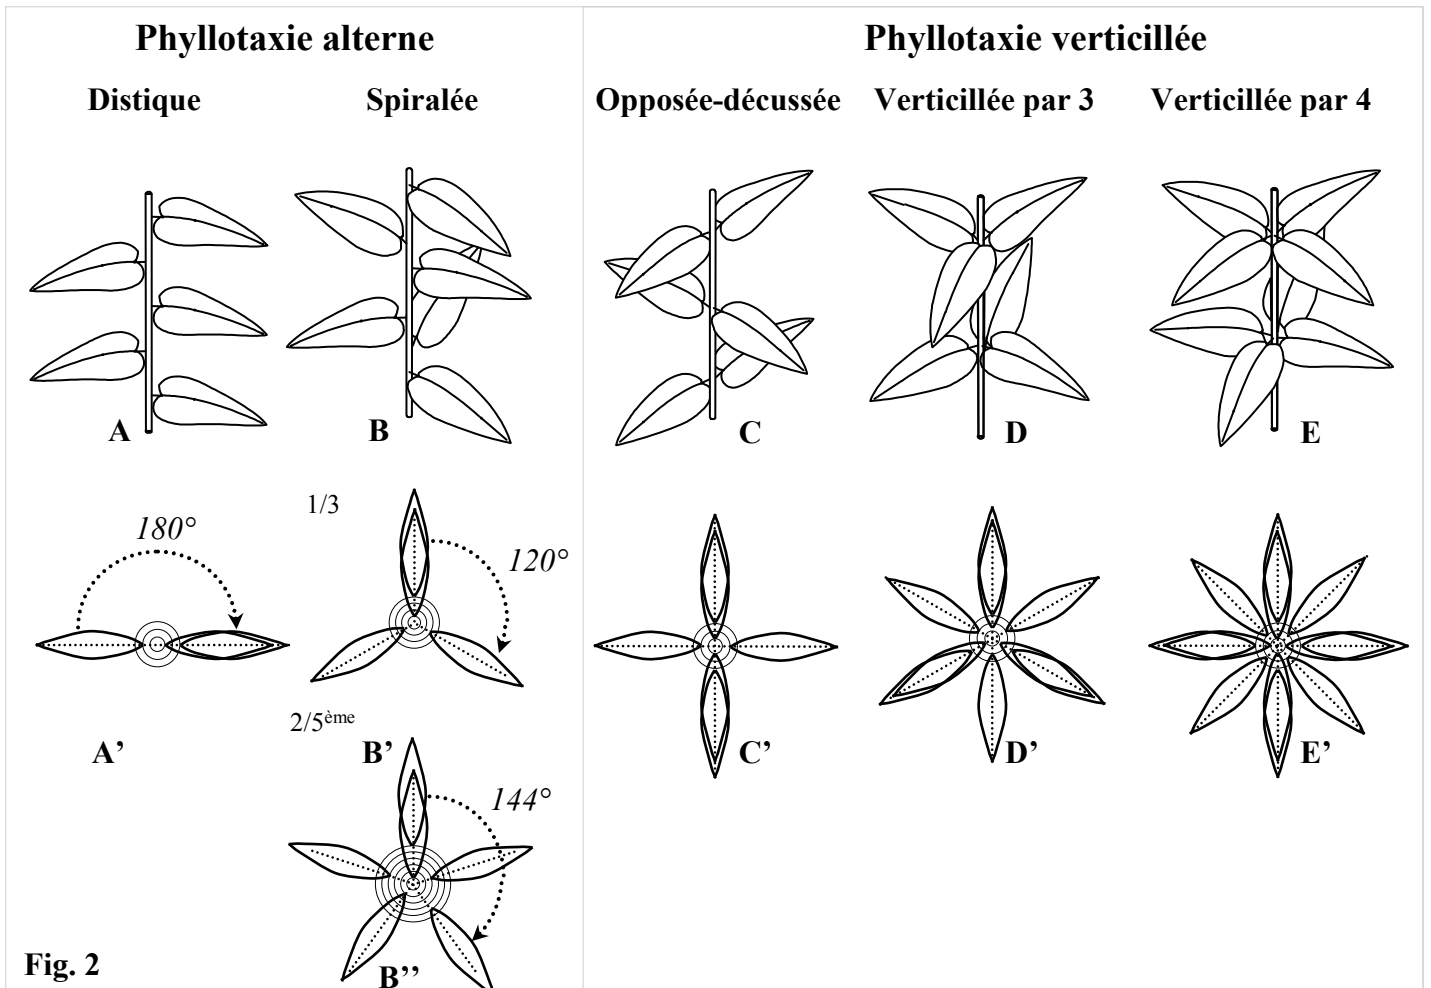 Phyllotaxie alterne
Phyllotaxie verticillée
Distique
Spiralée
Opposée-décussée
Verticillée par 3
Verticillée par 4
A
B
C
D
E
1/3
180°
120°
2/5ème
A’
B’
C’
D’
E’
144°
Fig. 2
B’’